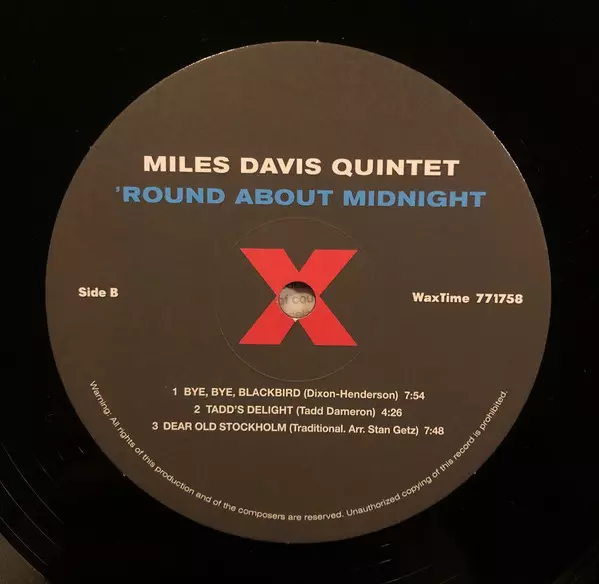 MILES DAVIS QUINTET
'ROUND ABOUT MIDNIGHT
X
Side B
WaxTime 771758
1 BYE, BYE, BLACKBIRD (Dixon-Henderson) 7:54
2 TADD'S DELIGHT (Tadd Dameron) 4:26
3 DEAR OLD STOCKHOLM (Traditional. Arr. Stan Getz) 7:48
Warning: All rights of this production and of the composers are reserved. Unauthorized copying of this record is prohibited.